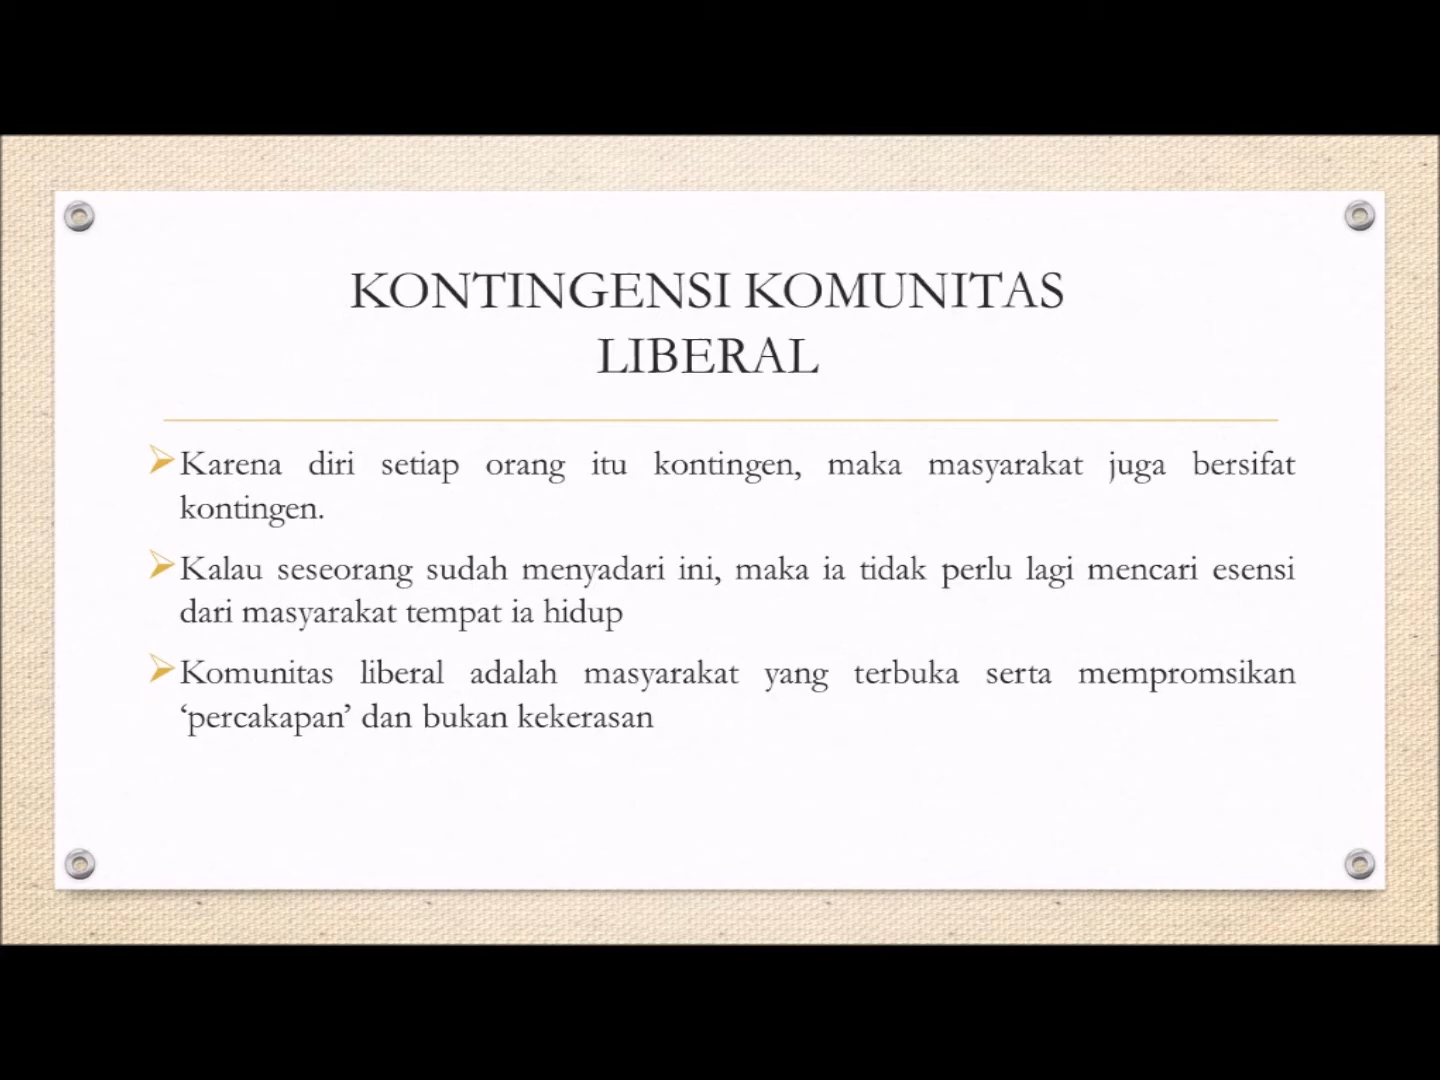 KONTINGENSI KOMUNITAS
LIBERAL
Karena diri setiap orang itu kontingen, maka masyarakat juga bersifat
kontingen.
Kalau seseorang sudah menyadari ini, maka ia tidak perlu lagi mencari esensi
dari masyarakat tempat ia hidup
Komunitas liberal adalah masyarakat yang terbuka serta mempromsikan
‘percakapan’ dan bukan kekerasan